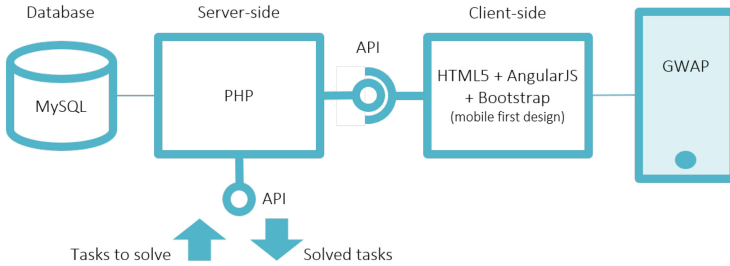 Database
Server-side
Client-side
API
MySQL
PHP
HTML5 + AngularJS
+ Bootstrap
(mobile first design)
GWAP
API
Tasks to solve
Solved tasks